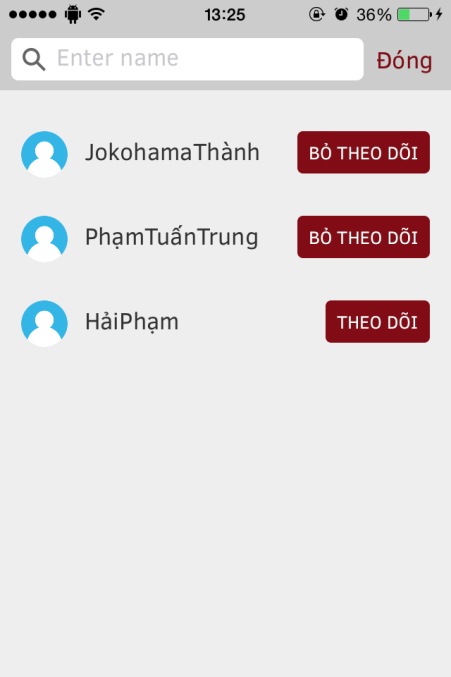 13:25
36%
Enter name
Đóng
JokohamaThành
BỎ THEO DÕI
PhạmTuấnTrung
BỎ THEO DÕI
HảiPhạm
THEO DÕI